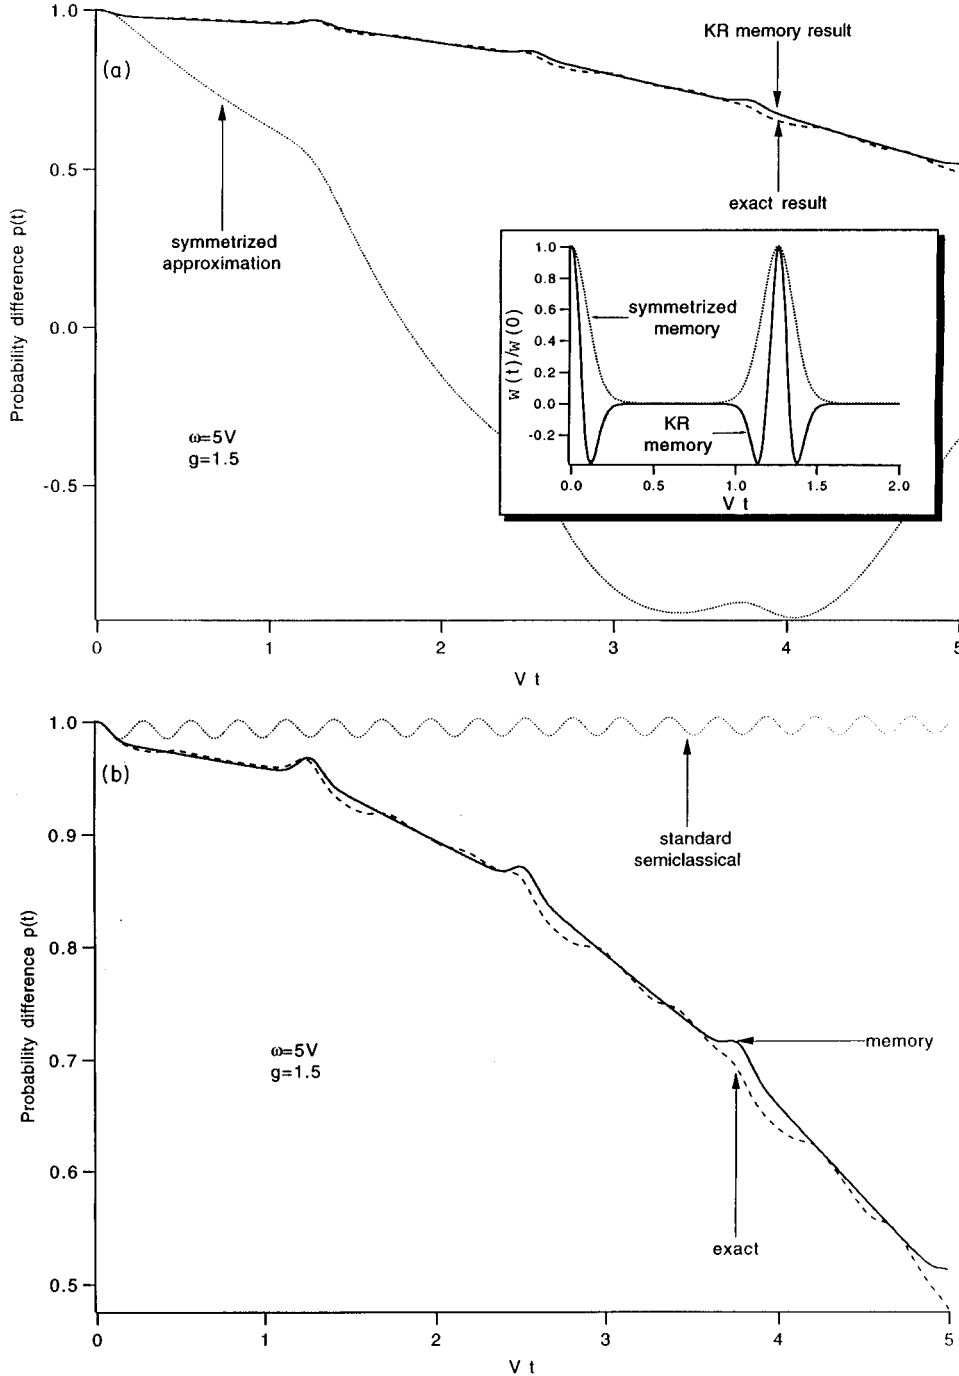 1.0
(a)
KR memory result
0.5
exact result
symmetrized
approximation
Probability difference p(t)
0.0
ω=5V
g=1.5
-0.5
1.0
0.8
0.6
0.4
0.2
0.0
-0.2
w(t)/w(0)
symmetrized
memory
KR
memory
0.0
0.5
1.0
1.5
2.0
V t
0
1
2
3
4
5
V t
1.0
(b)
standard
semiclassical
0.9
0.8
Probability difference p(t)
ω=5V
g=1.5
0.7
memory
0.6
exact
0.5
0
1
2
3
4
5
V t